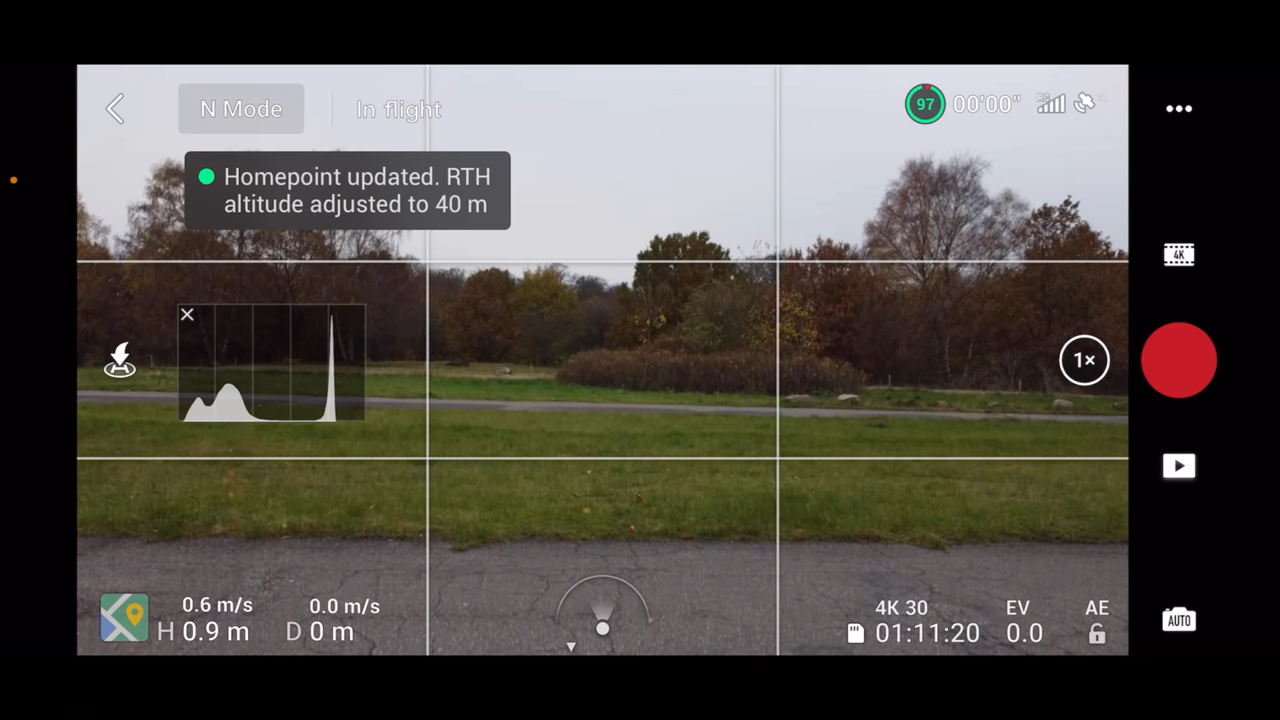 N Mode
In flight
97
00'00"
RC
Homepoint updated. RTH
altitude adjusted to 40 m
4K
1×
0.6 m/s
0.0 m/s
H 0.9 m
D 0 m
4K 30
EV
AE
01:11:20
0.0
AUTO